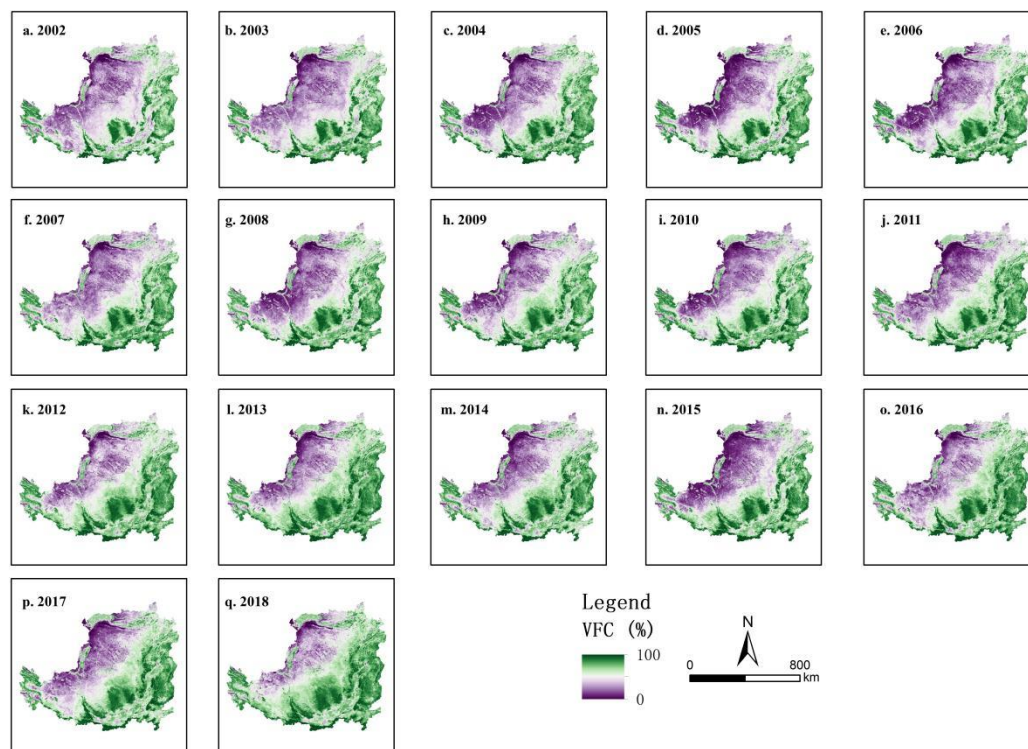 a. 2002
b. 2003
c. 2004
d. 2005
e. 2006
f. 2007
g. 2008
h. 2009
i. 2010
j. 2011
k. 2012
l. 2013
m. 2014
n. 2015
o. 2016
p. 2017
q. 2018
Legend
VFC (%)
100
0
N
0 800
km